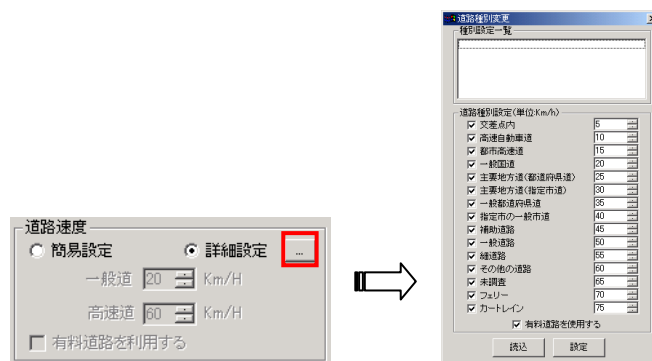 道路速度
簡易設定 詳細設定 ...
一般道 20 Km/H
高速道 60 Km/H
有料道路を利用する
道路種別変更
種別設定一覧
道路種別設定(単位:Km/h)
交差点内 5
高速自動車道 10
都市高速道 15
一般国道 20
主要地方道(都道府県道) 25
主要地方道(指定市道) 30
一般都道府県道 35
指定市の一般市道 40
補助道路 45
一般道路 50
細道路 55
その他の道路 60
未調査 65
フェリー 70
カートレイン 75
有料道路を使用する
読込 設定